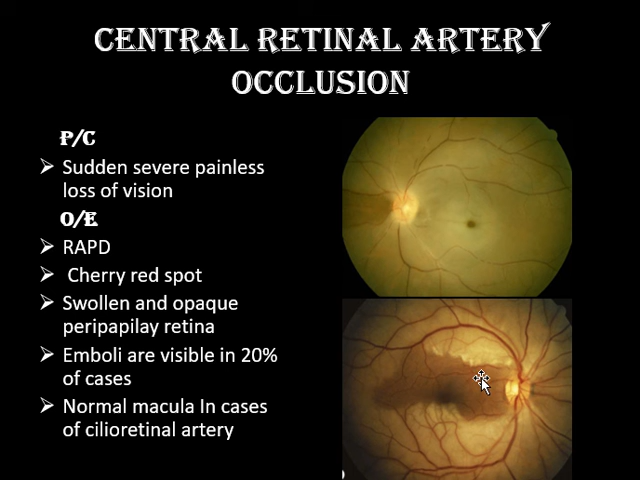 CENTRAL RETINAL ARTERY
OCCLUSION
P/C
Sudden severe painless
loss of vision
O/E
RAPD
Cherry red spot
Swollen and opaque
peripapilay retina
Emboli are visible in 20%
of cases
Normal macula In cases
of cilioretinal artery